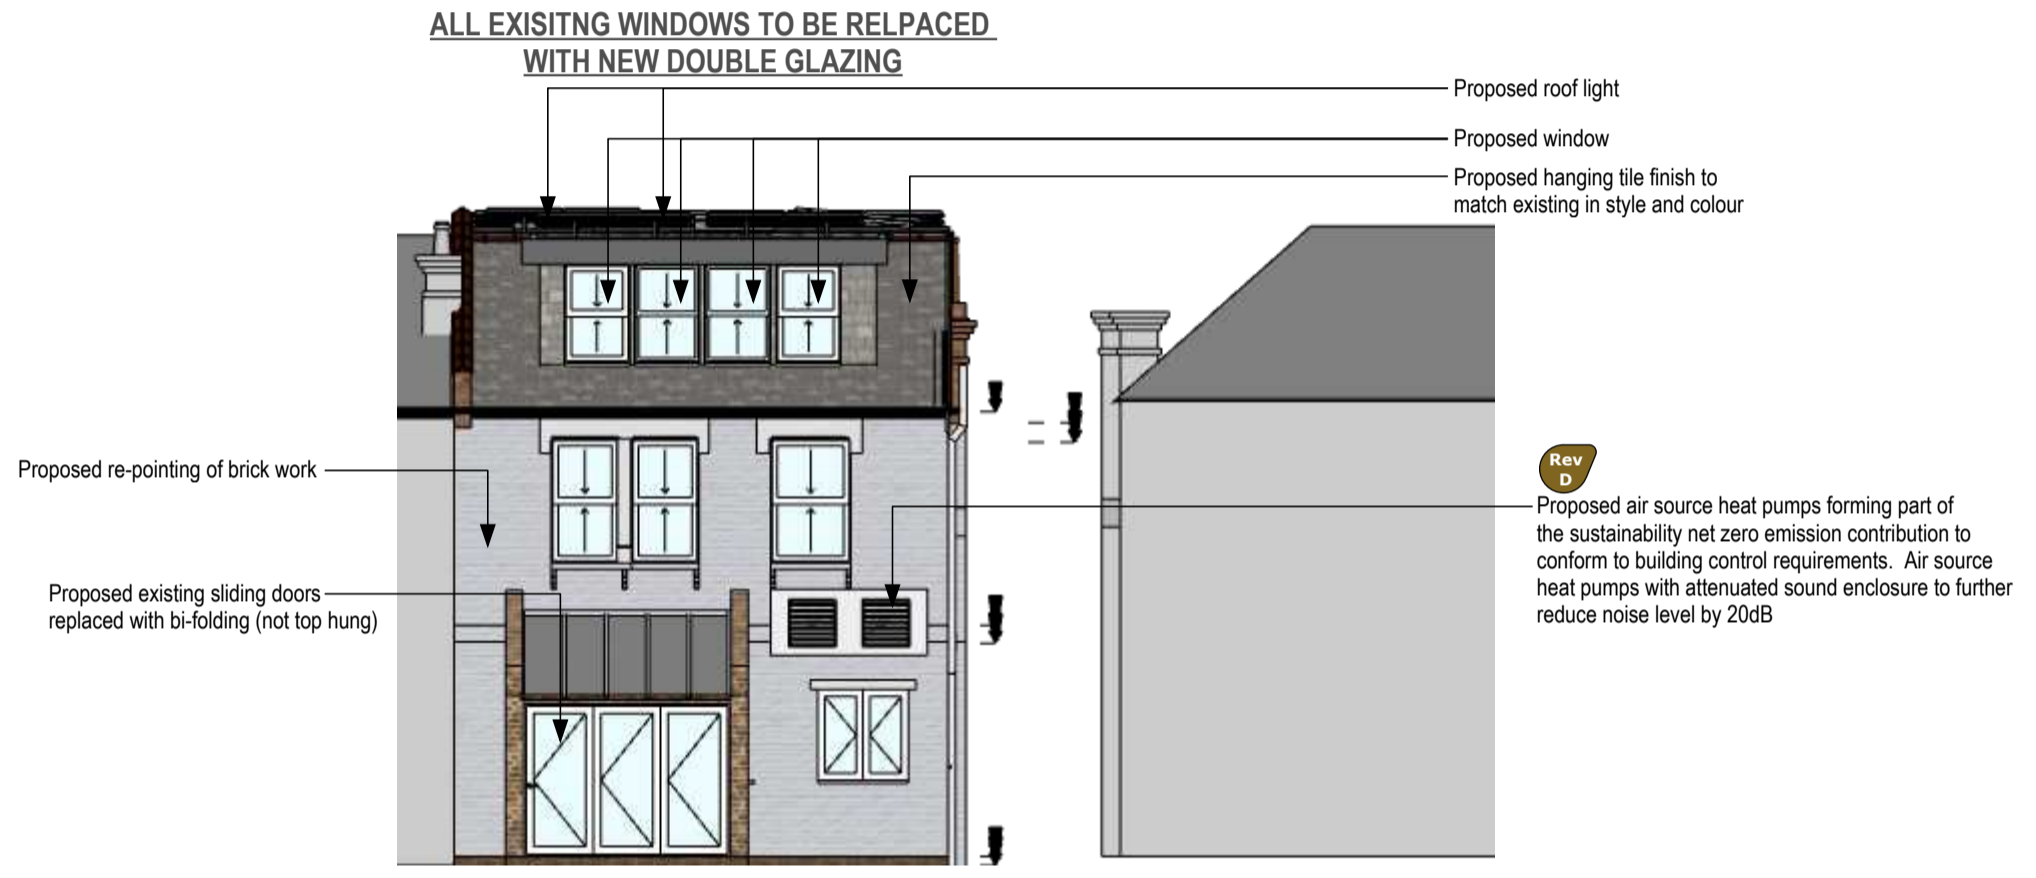 ALL EXISITNG WINDOWS TO BE RELPACED
WITH NEW DOUBLE GLAZING
Proposed roof light
Proposed window
Proposed hanging tile finish to
match existing in style and colour
Proposed re-pointing of brick work
Rev
D
Proposed air source heat pumps forming part of
the sustainability net zero emission contribution to
conform to building control requirements.  Air source
heat pumps with attenuated sound enclosure to further
reduce noise level by 20dB
Proposed existing sliding doors
replaced with bi-folding (not top hung)